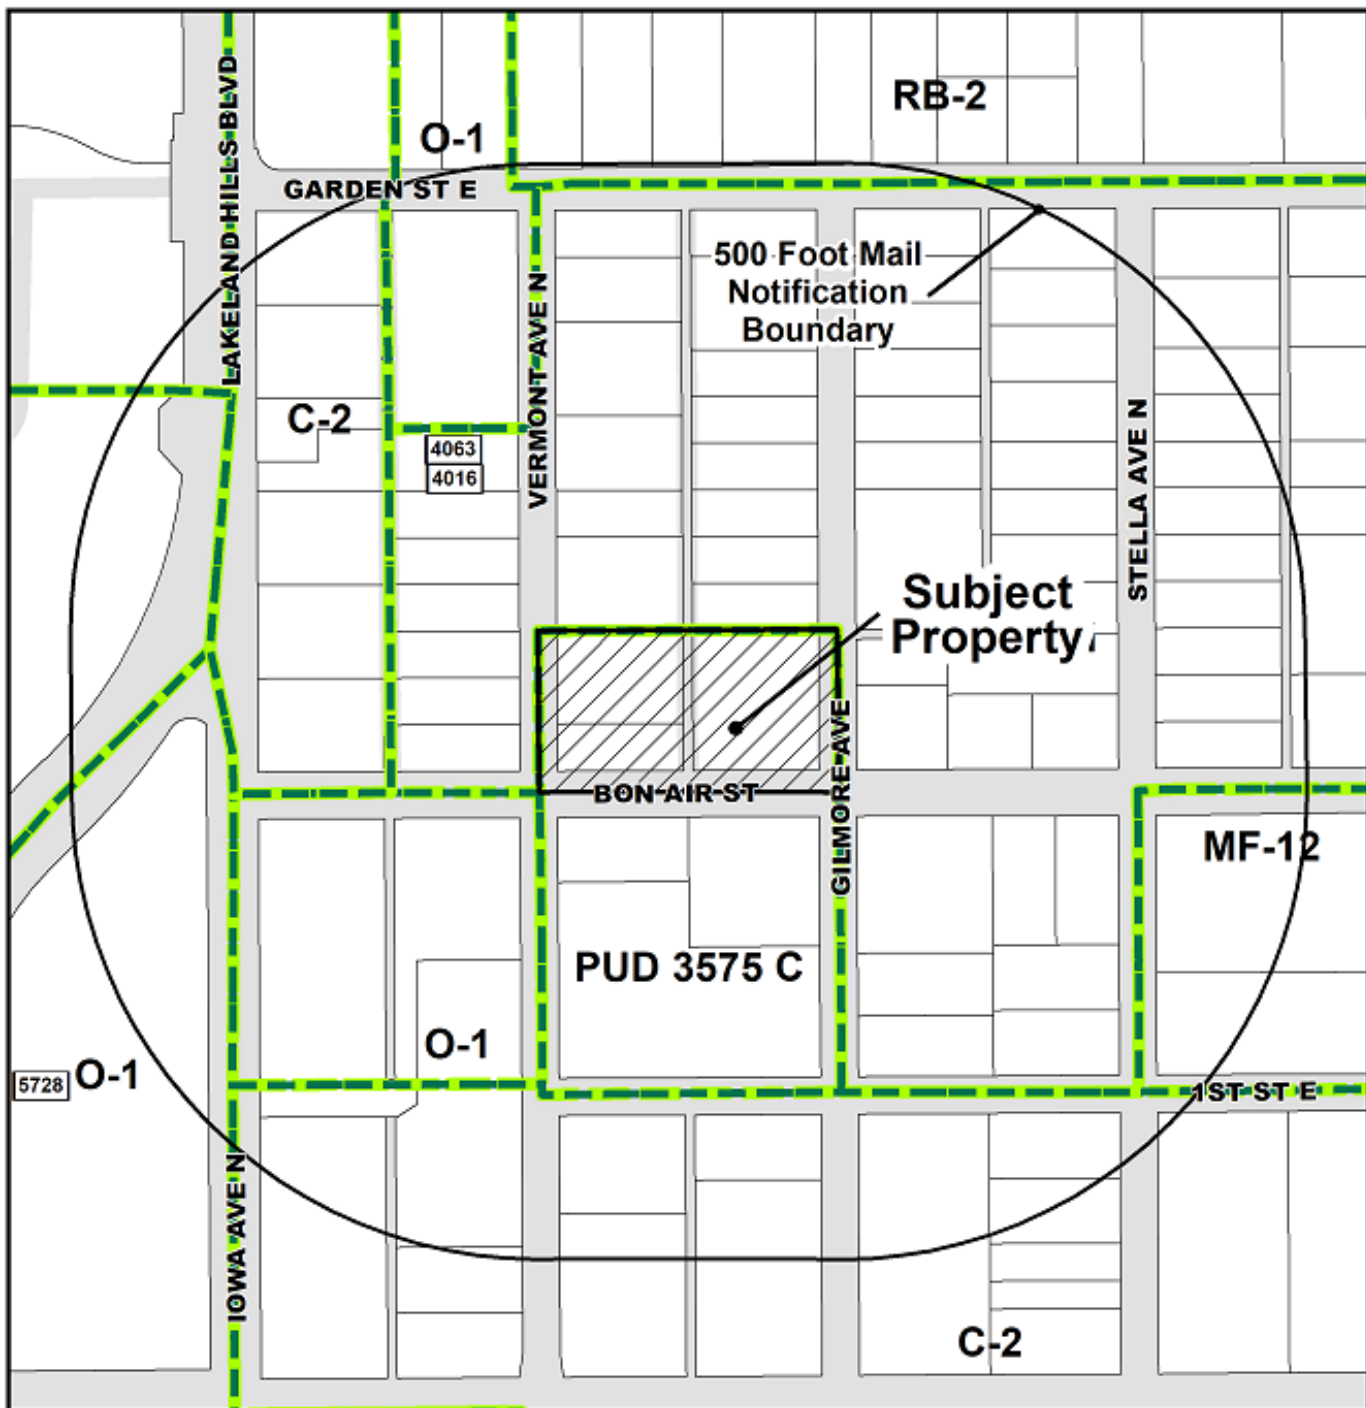 RB-2
O-1
GARDEN ST E
LAKELAND HILLS BLVD
500 Foot Mail
Notification
Boundary
VERMONT AVE N
C-2
4063
4016
STELLA AVE N
Subject
Property
BON AIR ST
GILMORE AVE
MF-12
PUD 3575 C
O-1
5728
O-1
1ST ST E
IOWA AVE N
C-2